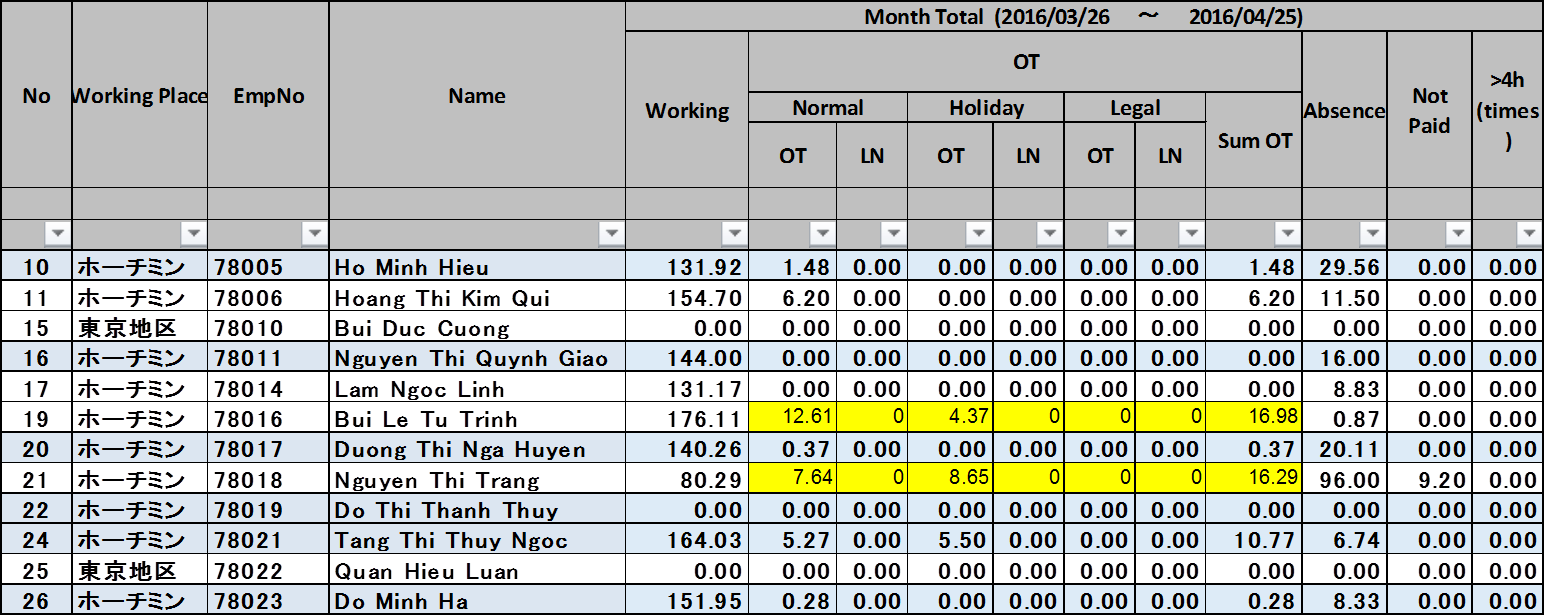 Month Total (2016/03/26 ～ 2016/04/25)
No Working Place EmpNo Name Working OT Absence Not Paid >4h (times)
Normal Holiday Legal Sum OT
OT LN OT LN OT LN
10 ホーチミン 78005 Ho Minh Hieu 131.92 1.48 0.00 0.00 0.00 0.00 0.00 1.48 29.56 0.00 0.00
11 ホーチミン 78006 Hoang Thi Kim Qui 154.70 6.20 0.00 0.00 0.00 0.00 0.00 6.20 11.50 0.00 0.00
15 東京地区 78010 Bui Duc Cuong 0.00 0.00 0.00 0.00 0.00 0.00 0.00 0.00 0.00 0.00 0.00
16 ホーチミン 78011 Nguyen Thi Quynh Giao 144.00 0.00 0.00 0.00 0.00 0.00 0.00 0.00 16.00 0.00 0.00
17 ホーチミン 78014 Lam Ngoc Linh 131.17 0.00 0.00 0.00 0.00 0.00 0.00 0.00 8.83 0.00 0.00
19 ホーチミン 78016 Bui Le Tu Trinh 176.11 12.61 0 4.37 0 0 0 16.98 0.87 0.00 0.00
20 ホーチミン 78017 Duong Thi Nga Huyen 140.26 0.37 0.00 0.00 0.00 0.00 0.00 0.37 20.11 0.00 0.00
21 ホーチミン 78018 Nguyen Thi Trang 80.29 7.64 0 8.65 0 0 0 16.29 96.00 9.20 0.00
22 ホーチミン 78019 Do Thi Thanh Thuy 0.00 0.00 0.00 0.00 0.00 0.00 0.00 0.00 0.00 0.00 0.00
24 ホーチミン 78021 Tang Thi Thuy Ngoc 164.03 5.27 0.00 5.50 0.00 0.00 0.00 10.77 6.74 0.00 0.00
25 東京地区 78022 Quan Hieu Luan 0.00 0.00 0.00 0.00 0.00 0.00 0.00 0.00 0.00 0.00 0.00
26 ホーチミン 78023 Do Minh Ha 151.95 0.28 0.00 0.00 0.00 0.00 0.00 0.28 8.33 0.00 0.00